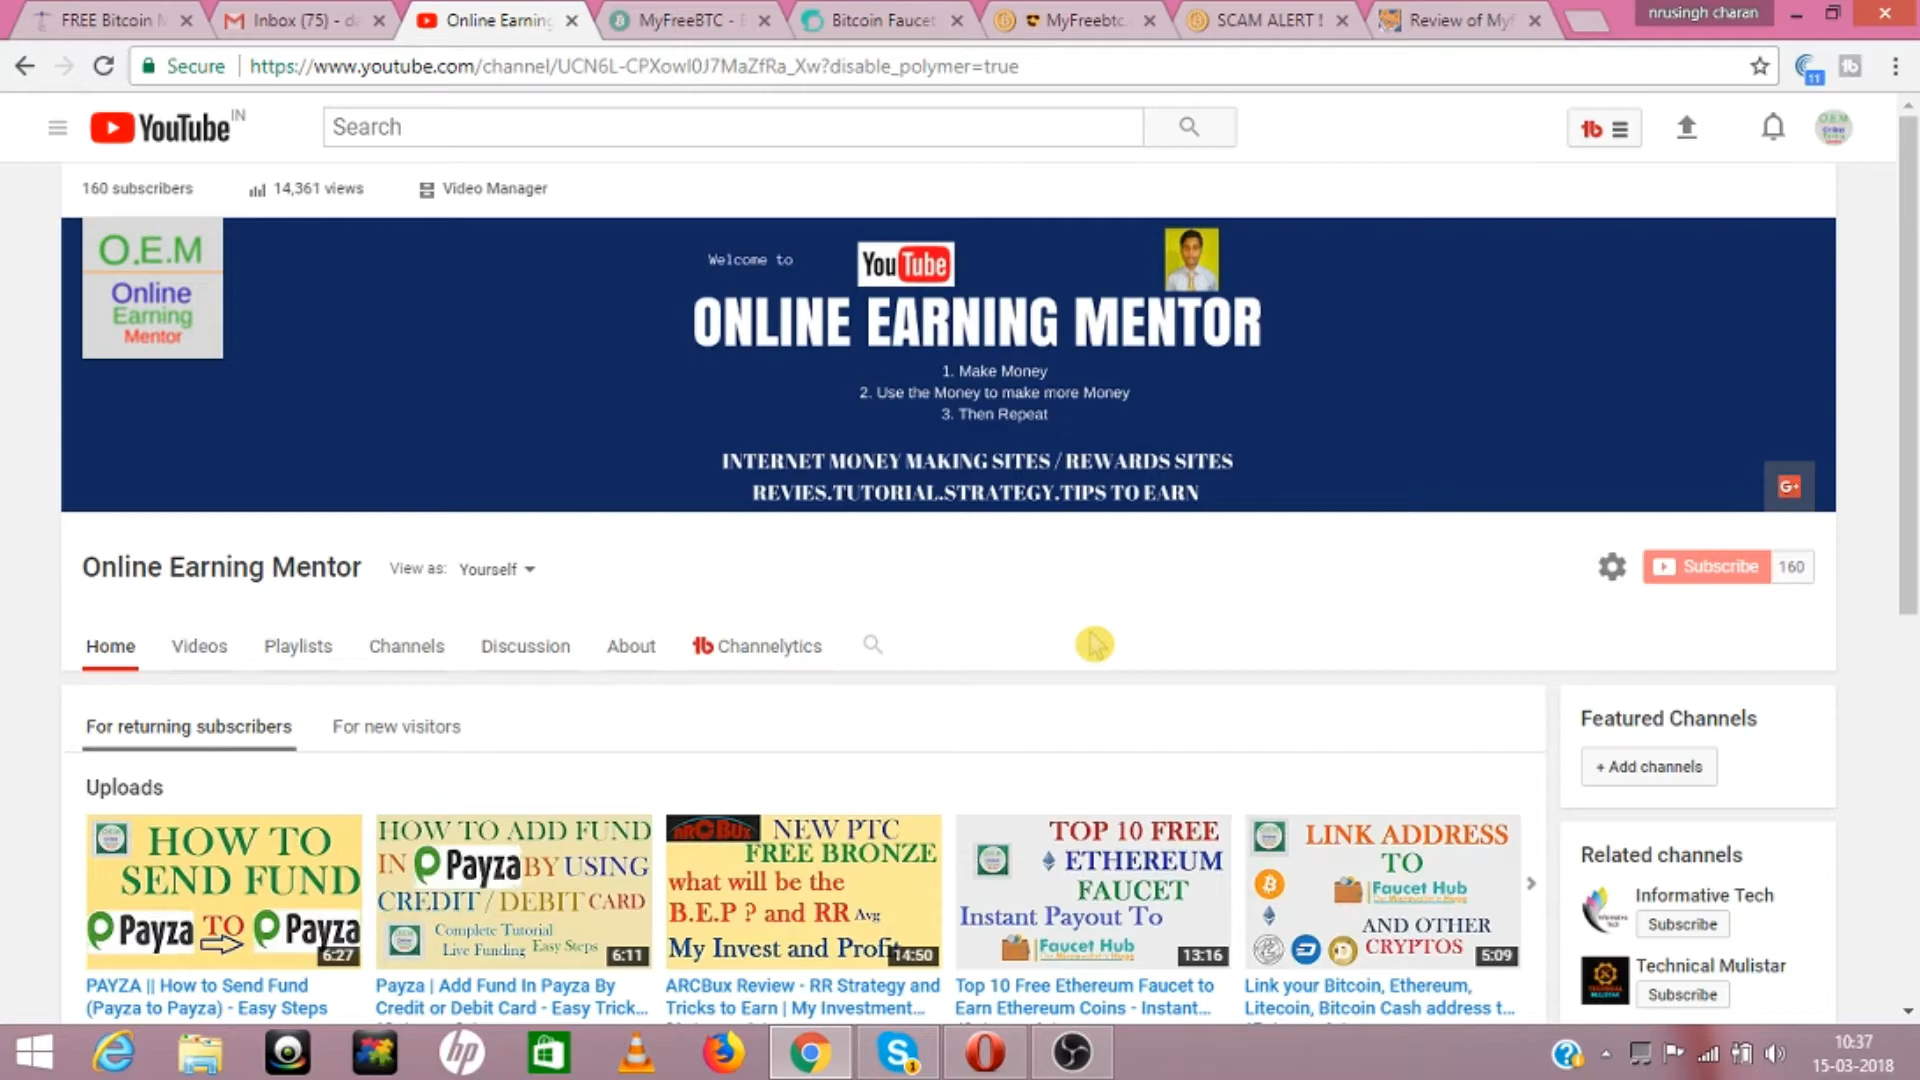 FREE Bitcoin
Inbox (75) - da
Online Earning
MyFreeBTC - B
Bitcoin Faucet
MyFreebtc.
SCAM ALERT !
Review of Myf
nrusingh charan
Secure
https://www.youtube.com/channel/UCN6L-CPXowI0J7MaZfRa_Xw?disable_polymer=true
11
YouTube IN
Search
160 subscribers
14,361 views
Video Manager
O.E.M
Online
Earning
Mentor
Welcome to
YouTube
ONLINE EARNING MENTOR
1. Make Money
2. Use the Money to make more Money
3. Then Repeat
INTERNET MONEY MAKING SITES / REWARDS SITES
REVIES.TUTORIAL.STRATEGY.TIPS TO EARN
G+
Online Earning Mentor
View as: Yourself
Subscribe 160
Home
Videos
Playlists
Channels
Discussion
About
Channelytics
For returning subscribers
For new visitors
Uploads
HOW TO
SEND FUND
Payza TO Payza
6:27
PAYZA || How to Send Fund
(Payza to Payza) - Easy Steps
HOW TO ADD FUND
IN Payza BY USING
CREDIT / DEBIT CARD
Complete Tutorial
Live Funding Easy Steps
6:11
Payza | Add Fund In Payza By
Credit or Debit Card - Easy Trick...
ARCBUX NEW PTC
FREE BRONZE
what will be the
B.E.P ? and RR Avg
My Invest and Profit
14:50
ARCBux Review - RR Strategy and
Tricks to Earn | My Investment...
TOP 10 FREE
ETHEREUM
FAUCET
Instant Payout To
Faucet Hub
13:16
Top 10 Free Ethereum Faucet to
Earn Ethereum Coins - Instant...
LINK ADDRESS
TO
Faucet Hub
AND OTHER
CRYPTOS
5:09
Link your Bitcoin, Ethereum,
Litecoin, Bitcoin Cash address t...
Featured Channels
+ Add channels
Related channels
Informative Tech
Subscribe
Technical Mulistar
Subscribe
10:37
15-03-2018